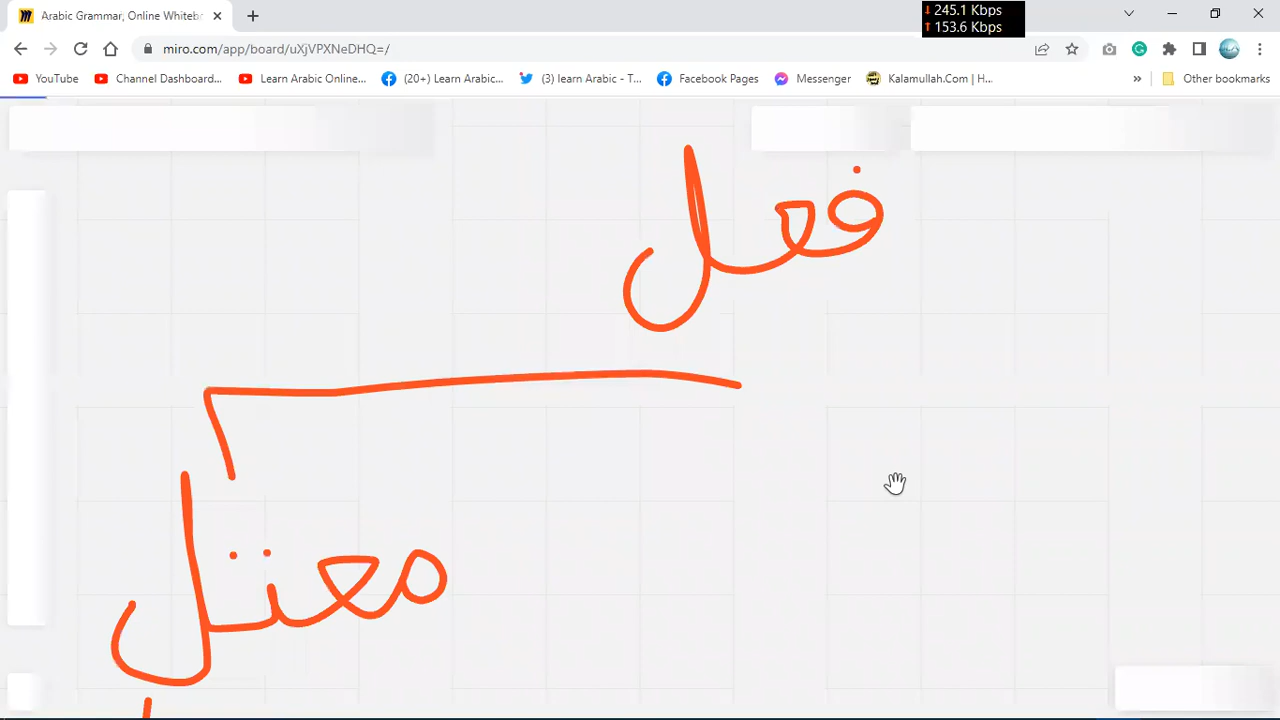 Arabic Grammar, Online Whiteb
245.1 Kbps
153.6 Kbps
miro.com/app/board/uXjVPXNeDHQ=/
YouTube Channel Dashboard... Learn Arabic Online... (20+) Learn Arabic... (3) learn Arabic - T... Facebook Pages Messenger Kalamullah.Com | H... » Other bookmarks
فعل
معتل